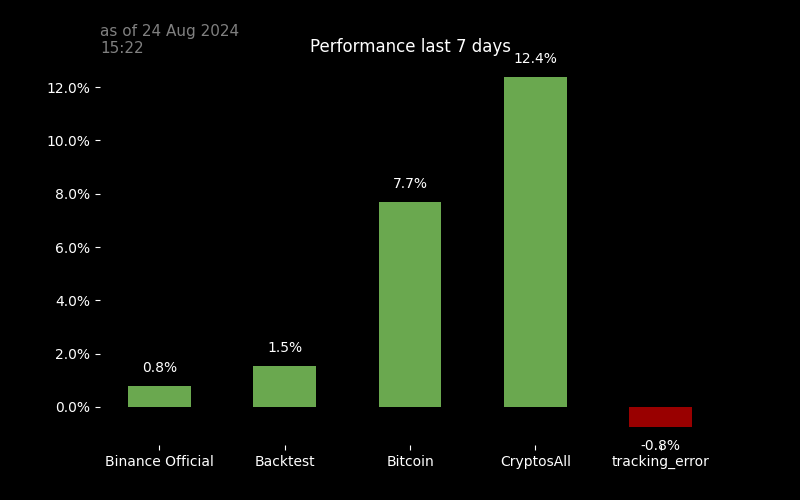 as of 24 Aug 2024
15:22
Performance last 7 days
12.4%
12.0%
10.0%
8.0%
7.7%
6.0%
4.0%
2.0%
1.5%
0.8%
0.0%
-0.8%
Binance Official
Backtest
Bitcoin
CryptosAll
tracking_error